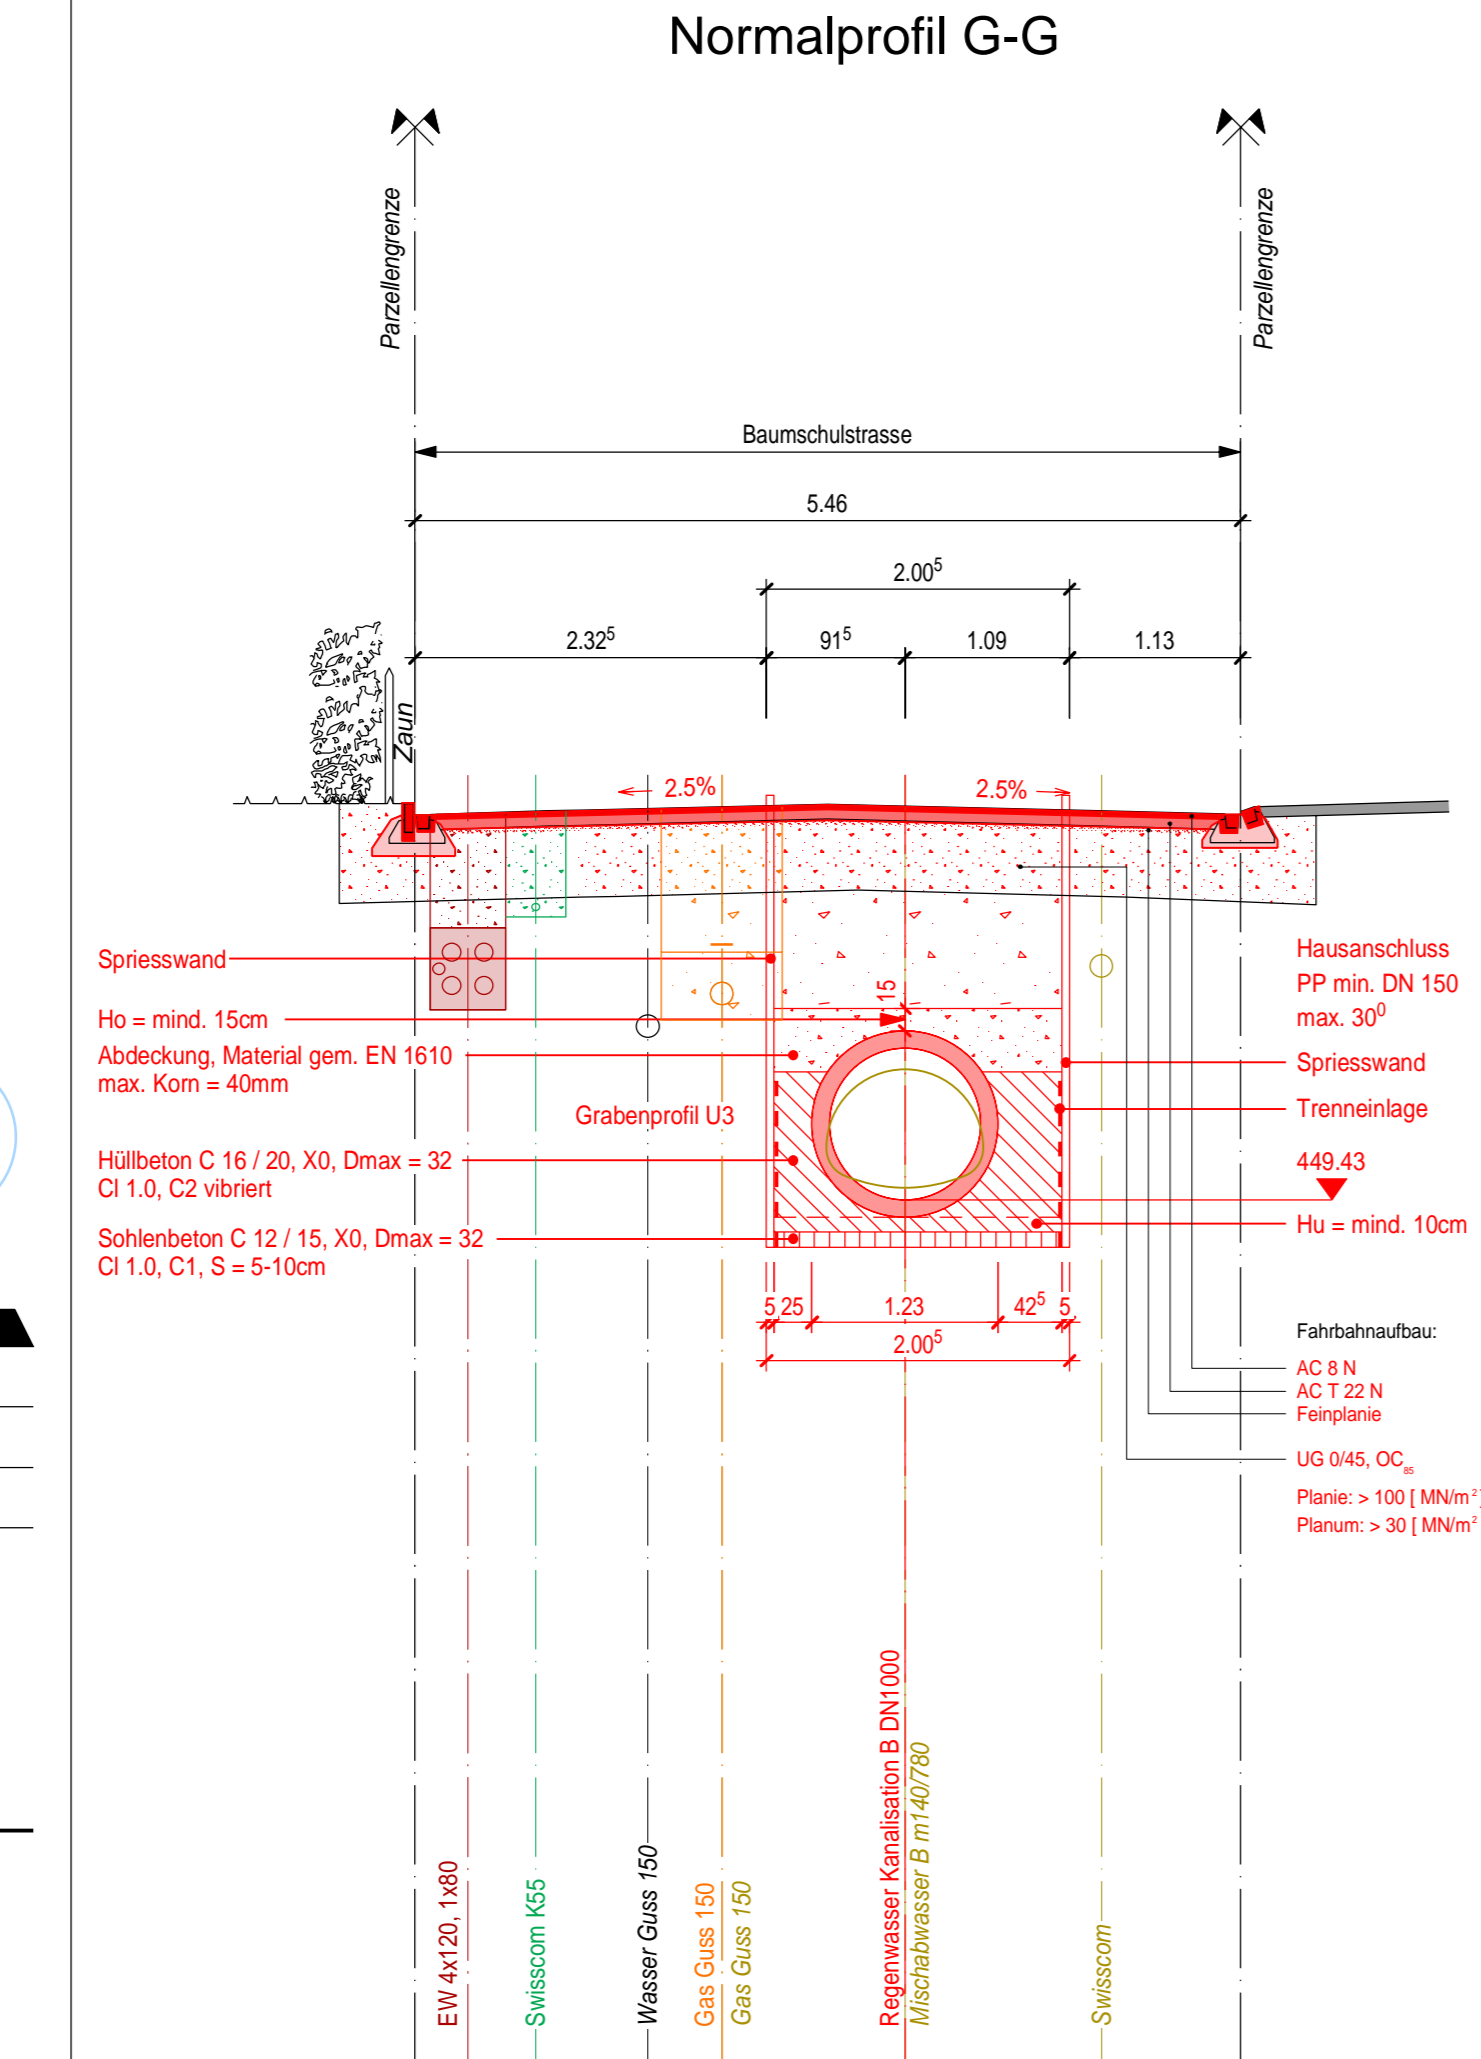 Normalprofil G-G
Parzellengrenze
Parzellengrenze
Baumschulstrasse
5.46
2.00⁵
2.32⁵
91⁵
1.09
1.13
Zaun
2.5%
2.5%
Spriesswand
Ho = mind. 15cm
Abdeckung, Material gem. EN 1610
max. Korn = 40mm
Grabenprofil U3
Hüllbeton C 16 / 20, X0, Dmax = 32
Cl 1.0, C2 vibriert
Sohlenbeton C 12 / 15, X0, Dmax = 32
Cl 1.0, C1, S = 5-10cm
15
Hausanschluss
PP min. DN 150
max. 30⁰
Spriesswand
Trenneinlage
449.43
Hu = mind. 10cm
5
25
1.23
42⁵
5
2.00⁵
Fahrbahnaufbau:
AC 8 N
AC T 22 N
Feinplanie
UG 0/45, OC₈₅
Planie: > 100 [ MN/m²]
Planum: > 30 [ MN/m²
EW 4x120, 1x80
Swisscom K55
Wasser Guss 150
Gas Guss 150
Gas Guss 150
Regenwasser Kanalisation B DN1000
Mischabwasser B m140/780
Swisscom